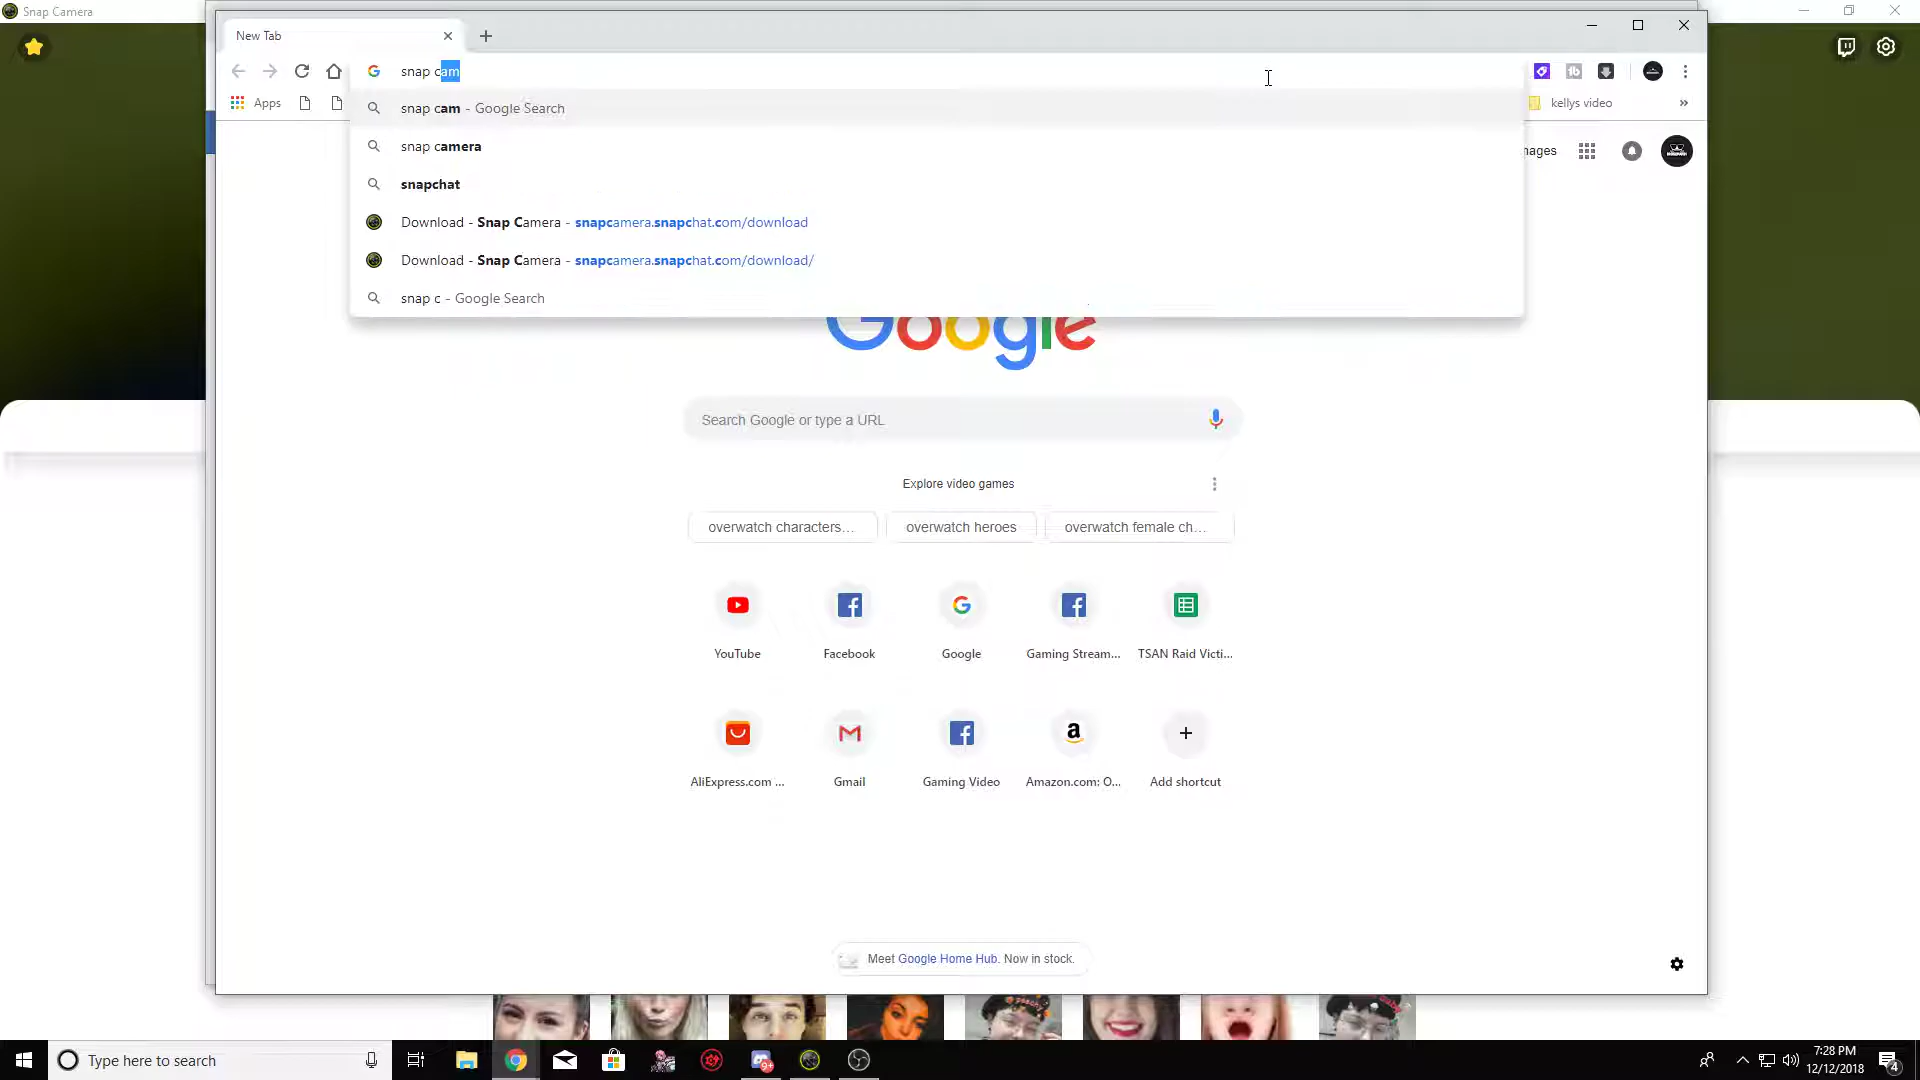 Snap Camera
New Tab
snap cam
Apps
kellys video
»
snap cam - Google Search
snap camera
snapchat
Download - Snap Camera - snapcamera.snapchat.com/download
Download - Snap Camera - snapcamera.snapchat.com/download/
snap c - Google Search
mages
Google
Search Google or type a URL
Explore video games
overwatch characters...
overwatch heroes
overwatch female ch...
YouTube
Facebook
Google
Gaming Stream...
TSAN Raid Victi...
AliExpress.com ...
Gmail
Gaming Video
Amazon.com: O...
Add shortcut
Meet Google Home Hub. Now in stock.
Type here to search
9+
7:28 PM
12/12/2018
4